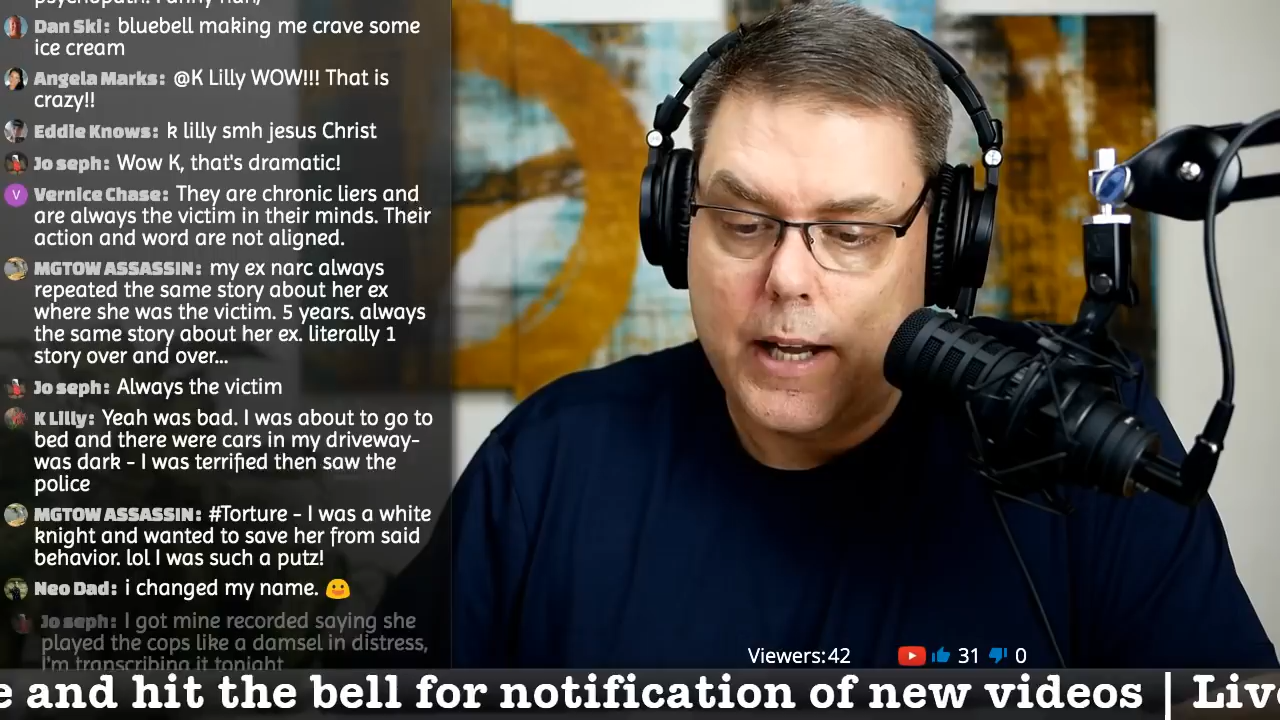 Dan Ski: bluebell making me crave some
ice cream
Angela Marks: @K Lilly WOW!!! That is
crazy!!
Eddie Knows: k lilly smh jesus Christ
Jo seph: Wow K, that's dramatic!
V Vernice Chase: They are chronic liers and
are always the victim in their minds. Their
action and word are not aligned.
MGTOW ASSASSIN: my ex narc always
repeated the same story about her ex
where she was the victim. 5 years. always
the same story about her ex. literally 1
story over and over...
Jo seph: Always the victim
K Lilly: Yeah was bad. I was about to go to
bed and there were cars in my driveway-
was dark - I was terrified then saw the
police
MGTOW ASSASSIN: #Torture - I was a white
knight and wanted to save her from said
behavior. lol I was such a putz!
Neo Dad: i changed my name. 😛
Jo seph: I got mine recorded saying she
played the cops like a damsel in distress,
I'm transcribing it tonight
Viewers:42 31 0
e and hit the bell for notification of new videos | Live